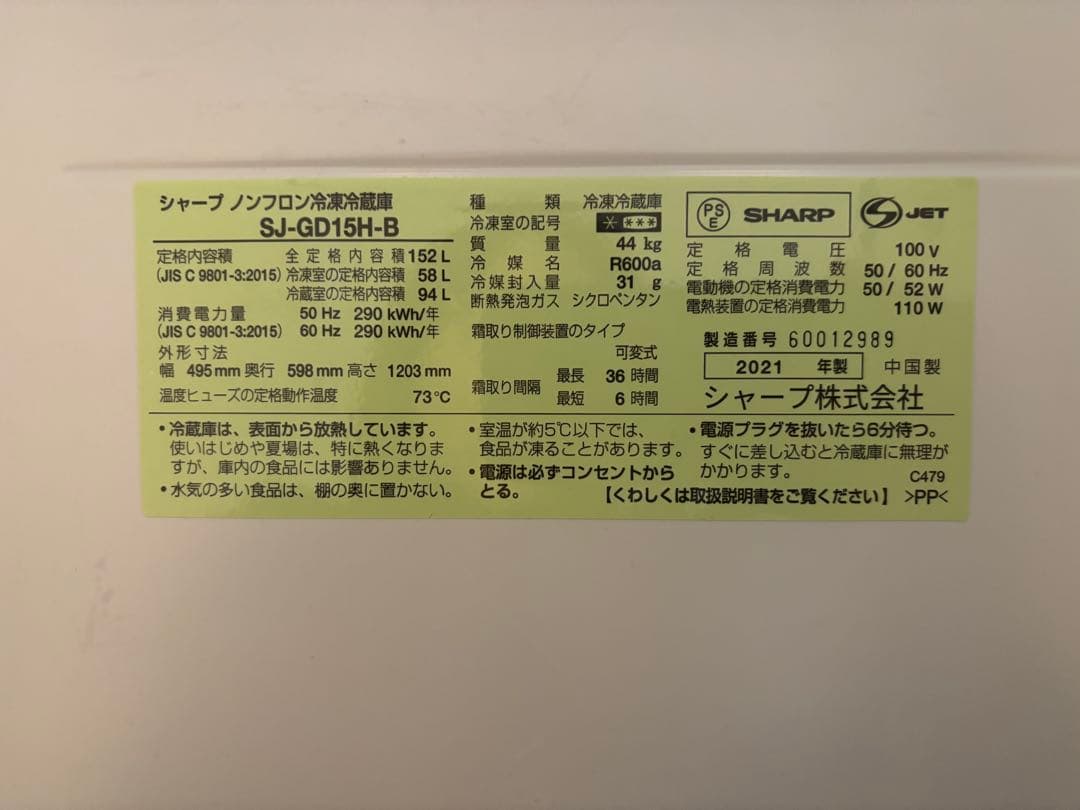 シャープ ノンフロン冷凍冷蔵庫
SJ-GD15H-B
定格内容積 全定格内容積 152 L
(JIS C 9801-3:2015) 冷凍室の定格内容積 58 L
冷蔵室の定格内容積 94 L
消費電力量 50 Hz 290 kWh/年
(JIS C 9801-3:2015) 60 Hz 290 kWh/年
外形寸法
幅 495 mm 奥行 598 mm 高さ 1203 mm
温度ヒューズの定格動作温度 73℃
種類 冷凍冷蔵庫
冷凍室の記号 * ***
質量 44 kg
冷媒名 R600a
冷媒封入量 31 g
断熱発泡ガス シクロペンタン
霜取り制御装置のタイプ
可変式
霜取り間隔 最長 36 時間
最短 6 時間
PSE SHARP S JET
定格電圧 100 V
定格周波数 50 / 60 Hz
電動機の定格消費電力 50 / 52 W
電熱装置の定格消費電力 110 W
製造番号 60012989
2021 年製 中国製
シャープ株式会社
・冷蔵庫は、表面から放熱しています。
使いはじめや夏場は、特に熱くなりま
すが、庫内の食品には影響ありません。
・水気の多い食品は、棚の奥に置かない。
・室温が約5℃以下では、
食品が凍ることがあります。
・電源は必ずコンセントから
とる。
・電源プラグを抜いたら6分待つ。
すぐに差し込むと冷蔵庫に無理が
かかります。
C479
【くわしくは取扱説明書をご覧ください】 >PP<